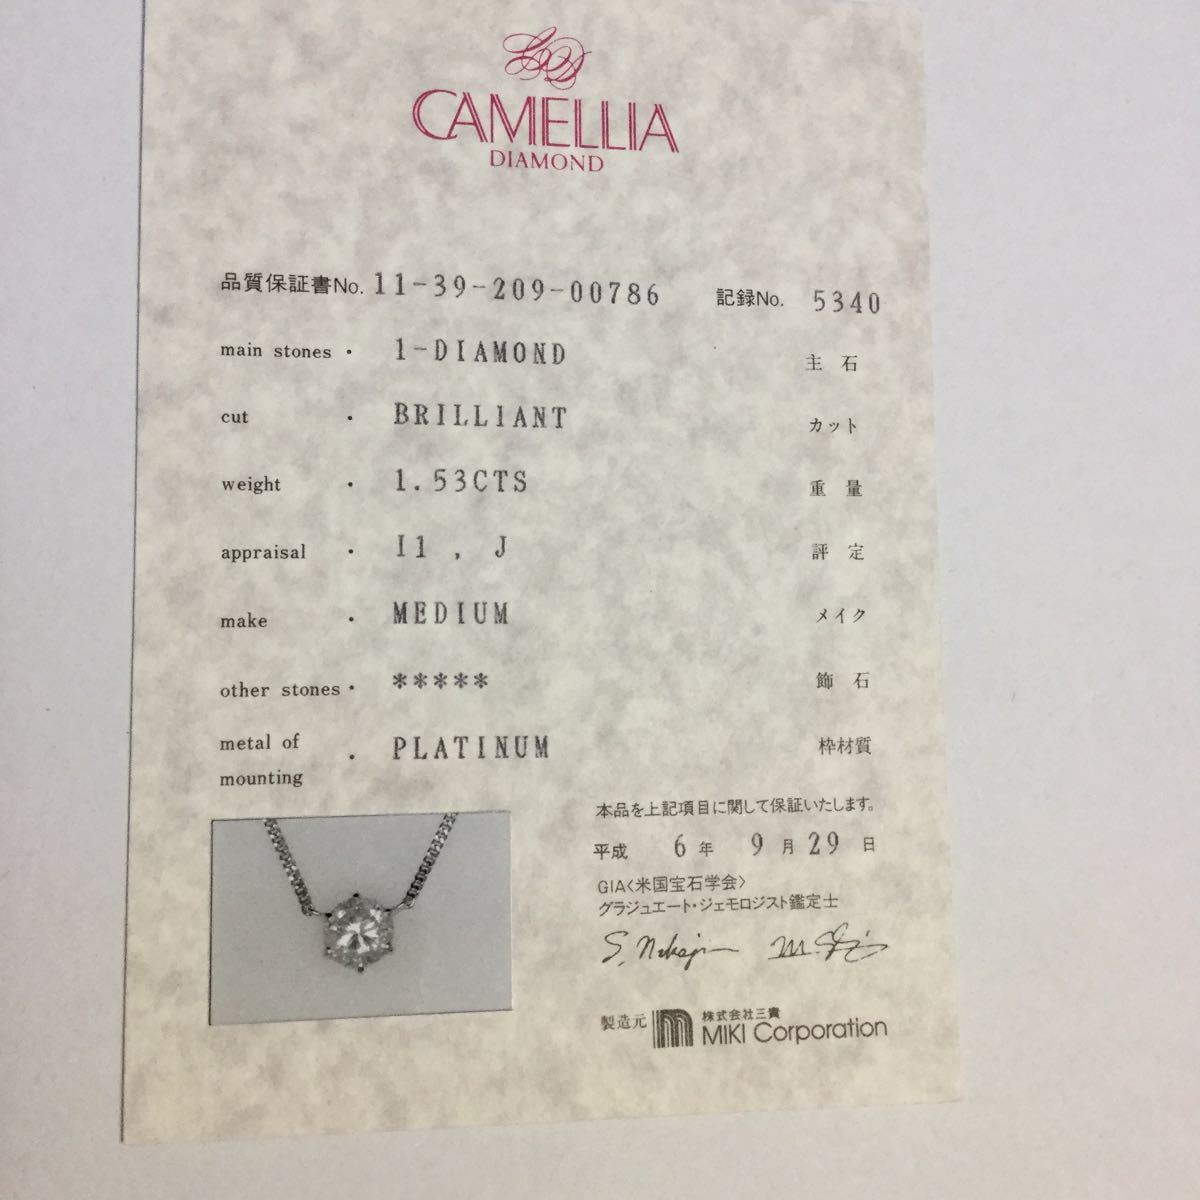 CAMELLIA
DIAMOND
品質保証書No. 11-39-209-00786 記録No. 5340
main stones・ 1-DIAMOND 主石
cut ・ BRILLIANT カット
weight ・ 1.53CTS 重量
appraisal ・ I1 , J 評定
make ・ MEDIUM メイク
other stones・ ***** 飾石
metal of
mounting ・ PLATINUM 枠材質
本品を上記項目に関して保証いたします。
平成 6年 9月29日
GIA〈米国宝石学会〉
グラジュエート・ジェモロジスト鑑定士
製造元 株式会社三貴
MIKI Corporation